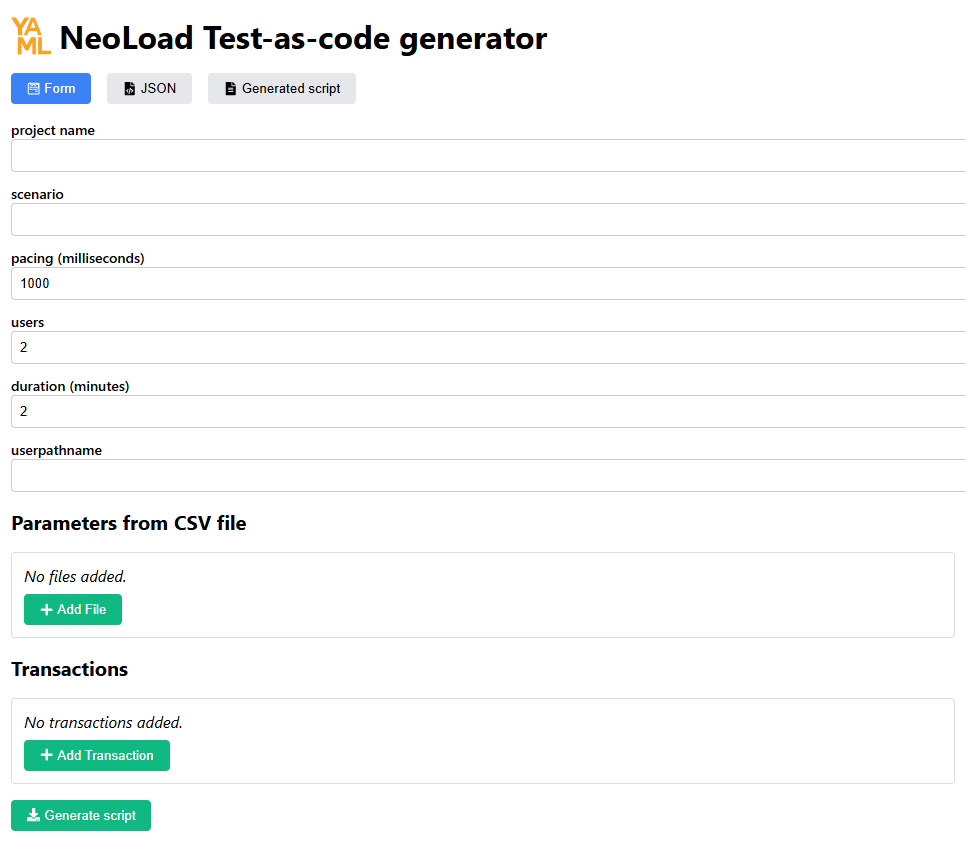 YAML NeoLoad Test-as-code generator
Form JSON Generated script
project name
scenario
pacing (milliseconds)
1000
users
2
duration (minutes)
2
userpathname
Parameters from CSV file
No files added.
Add File
Transactions
No transactions added.
Add Transaction
Generate script